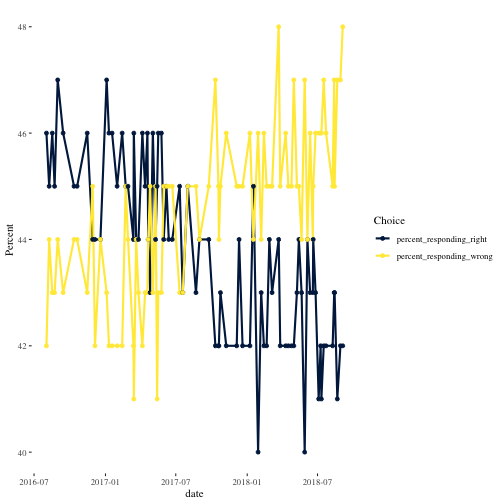 48
46
44
42
40
Percent
2016-07
2017-01
2017-07
2018-01
2018-07
date
Choice
percent_responding_right
percent_responding_wrong